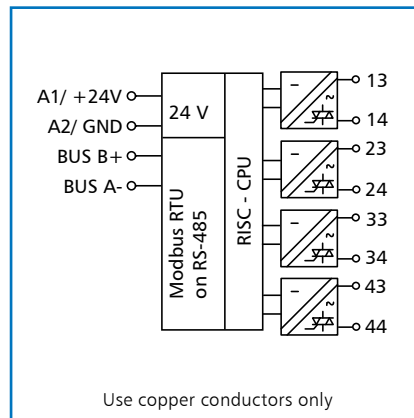 A1/ +24V
A2/ GND
BUS B+
BUS A-
24 V
Modbus RTU
on RS-485
RISC - CPU
– ~
13
14
– ~
23
24
– ~
33
34
– ~
43
44
Use copper conductors only